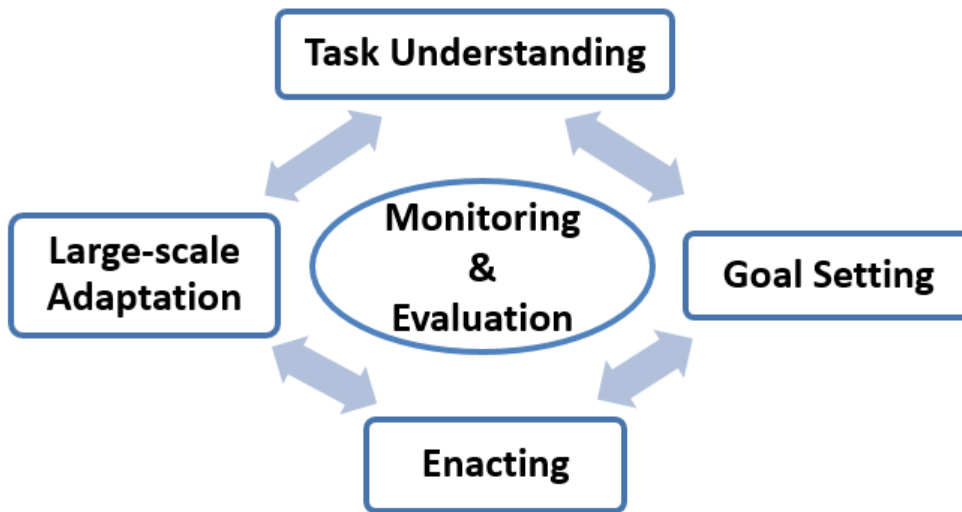 Task Understanding
Large-scale
Adaptation
Monitoring
&
Evaluation
Goal Setting
Enacting